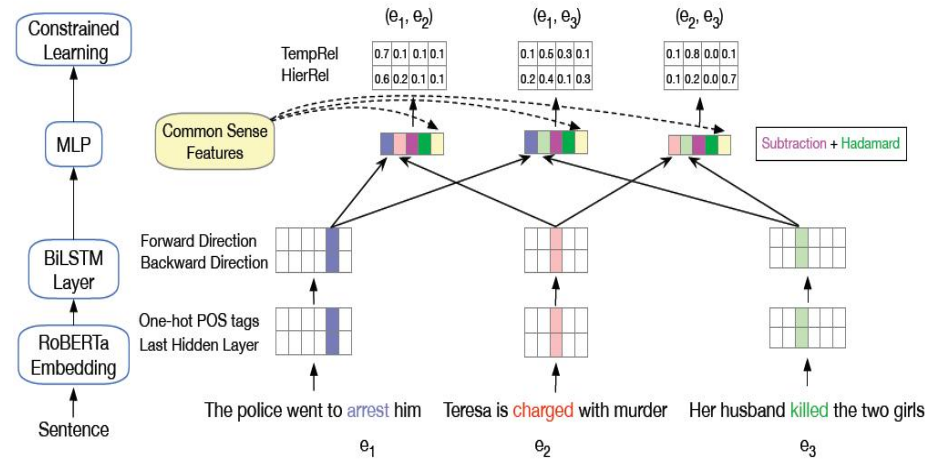 Constrained
Learning
MLP
BiLSTM
Layer
RoBERTa
Embedding
Sentence
(e1, e2)
(e1, e3)
(e2, e3)
TempRel
HierRel
0.7 0.1 0.1 0.1
0.6 0.2 0.1 0.1
0.1 0.5 0.3 0.1
0.2 0.4 0.1 0.3
0.1 0.8 0.0 0.1
0.1 0.2 0.0 0.7
Common Sense
Features
Subtraction + Hadamard
Forward Direction
Backward Direction
One-hot POS tags
Last Hidden Layer
The police went to arrest him
e1
Teresa is charged with murder
e2
Her husband killed the two girls
e3